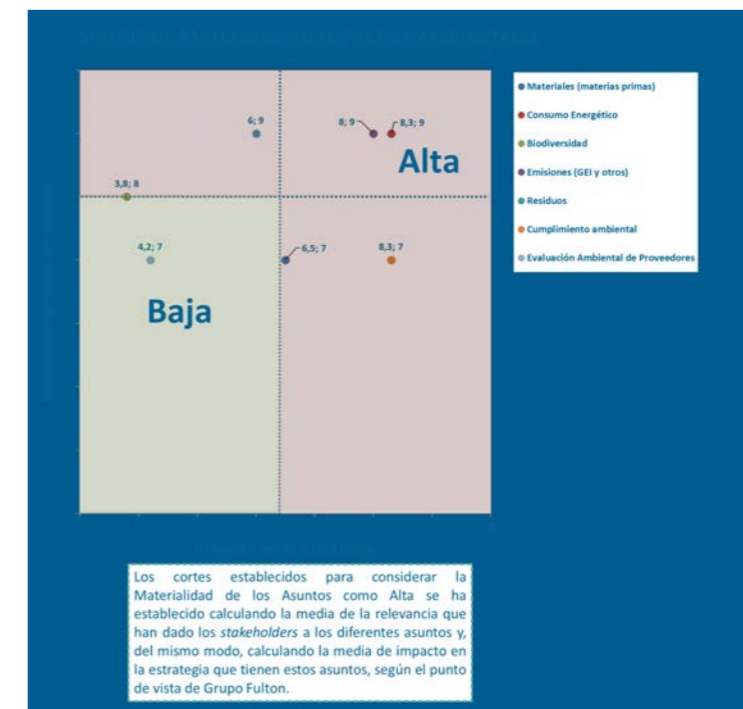 6; 9
8; 9
8,3; 9
Alta
3,8; 8
4,2; 7
6,5; 7
8,3; 7
Baja
Materiales (materias primas)
Consumo Energético
Biodiversidad
Emisiones (GEI y otros)
Residuos
Cumplimiento ambiental
Evaluación Ambiental de Proveedores
Los cortes establecidos para considerar la
Materialidad de los Asuntos como Alta se ha
establecido calculando la media de la relevancia que
han dado los stakeholders a los diferentes asuntos y,
del mismo modo, calculando la media de impacto en
la estrategia que tienen estos asuntos, según el punto
de vista de Grupo Fulton.